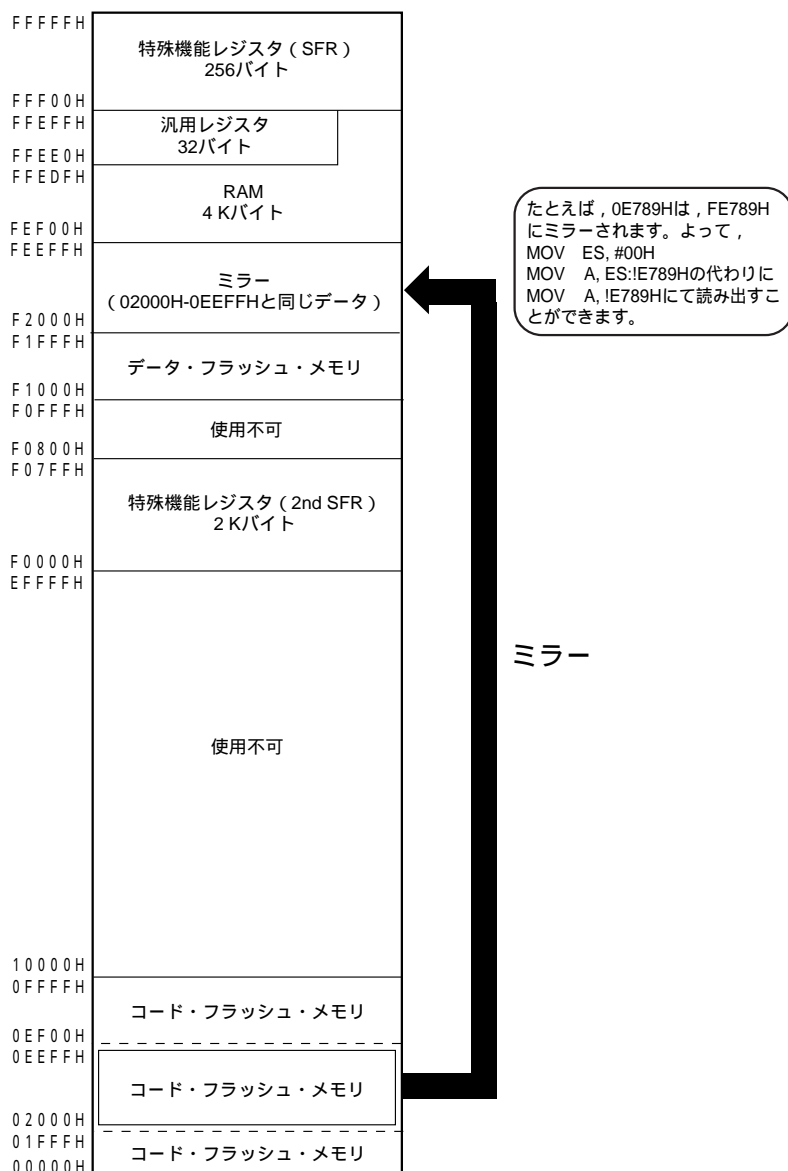 FFFFFH
特殊機能レジスタ（SFR）
256バイト
FFF00H
FFEFFH
汎用レジスタ
32バイト
FFEE0H
FFEDFH
RAM
4 Kバイト
FEF00H
FEEFFH
ミラー
（02000H-0EEFFHと同じデータ）
F2000H
F1FFFH
データ・フラッシュ・メモリ
F1000H
F0FFFH
使用不可
F0800H
F07FFH
特殊機能レジスタ（2nd SFR）
2 Kバイト
F0000H
EFFFFH
使用不可
10000H
0FFFFH
コード・フラッシュ・メモリ
0EF00H
0EEFFH
コード・フラッシュ・メモリ
02000H
01FFFH
コード・フラッシュ・メモリ
00000H
たとえば，0E789Hは，FE789H
にミラーされます。よって，
MOV ES, #00H
MOV A, ES:!E789Hの代わりに
MOV A, !E789Hにて読み出すこ
とができます。
ミラー